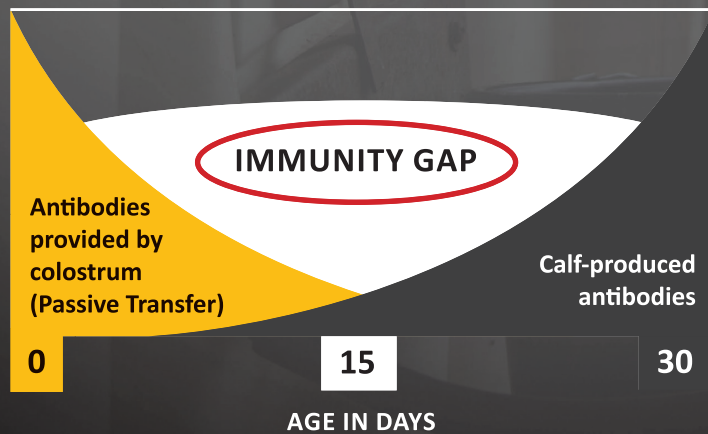 IMMUNITY GAP
Antibodies
provided by
colostrum
(Passive Transfer)
Calf-produced
antibodies
0
15
30
AGE IN DAYS